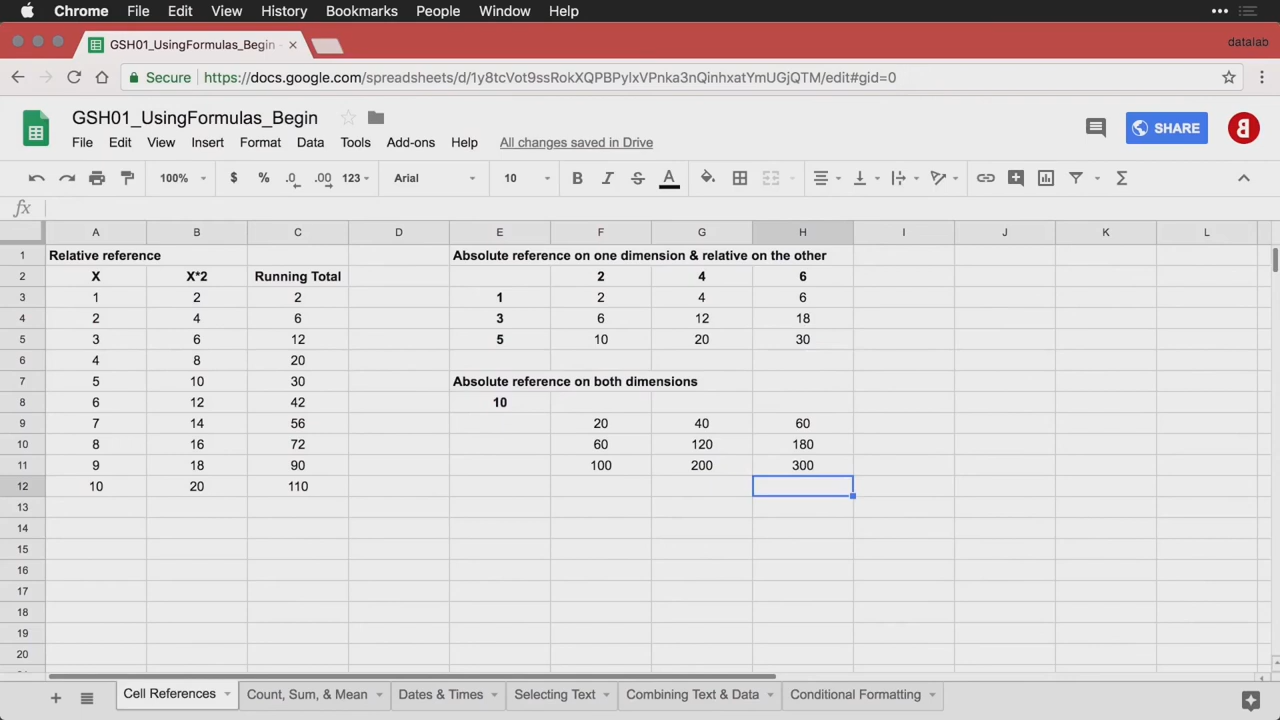 Chrome File Edit View History Bookmarks People Window Help
GSH01_UsingFormulas_Begin - datalab
Secure https://docs.google.com/spreadsheets/d/1y8tcVot9ssRokXQPBPylxVPnka3nQinhxatYmUGjQTM/edit#gid=0
GSH01_UsingFormulas_Begin
File Edit View Insert Format Data Tools Add-ons Help All changes saved in Drive SHARE
100% $ % .0 .00 123 Arial 10 B I S A Σ
fx
A B C D E F G H I J K L
1 Relative reference Absolute reference on one dimension & relative on the other
2 X X*2 Running Total 2 4 6
3 1 2 2 1 2 4 6
4 2 4 6 3 6 12 18
5 3 6 12 5 10 20 30
6 4 8 20
7 5 10 30 Absolute reference on both dimensions
8 6 12 42 10
9 7 14 56 20 40 60
10 8 16 72 60 120 180
11 9 18 90 100 200 300
12 10 20 110
13
14
15
16
17
18
19
20
Cell References Count, Sum, & Mean Dates & Times Selecting Text Combining Text & Data Conditional Formatting